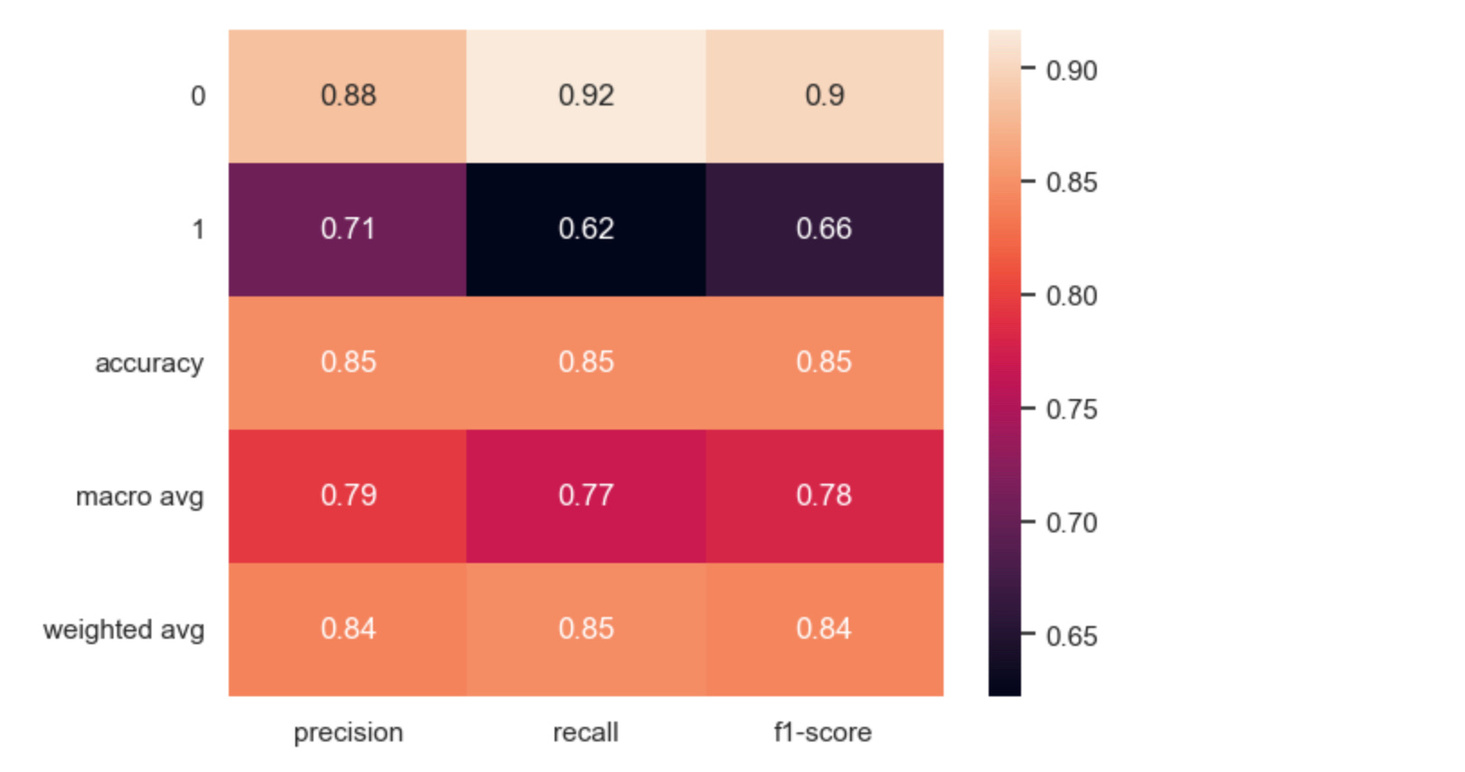 0 0.88 0.92 0.9
1 0.71 0.62 0.66
accuracy 0.85 0.85 0.85
macro avg 0.79 0.77 0.78
weighted avg 0.84 0.85 0.84
precision recall f1-score
0.90
0.85
0.80
0.75
0.70
0.65